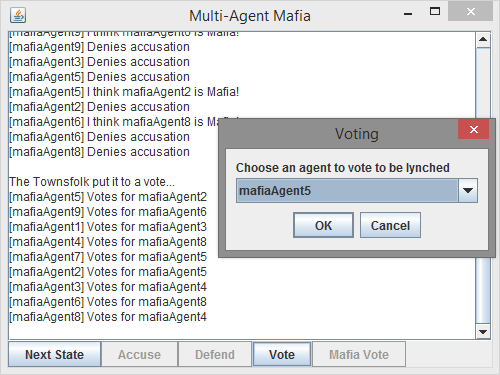 Multi-Agent Mafia
[mafiaAgent9] I think mafiaAgent0 is Mafia!
[mafiaAgent9] Denies accusation
[mafiaAgent3] Denies accusation
[mafiaAgent5] Denies accusation
[mafiaAgent5] I think mafiaAgent2 is Mafia!
[mafiaAgent2] Denies accusation
[mafiaAgent6] I think mafiaAgent8 is Mafia!
[mafiaAgent6] Denies accusation
[mafiaAgent8] Denies accusation
The Townsfolk put it to a vote...
[mafiaAgent5] Votes for mafiaAgent2
[mafiaAgent9] Votes for mafiaAgent6
[mafiaAgent1] Votes for mafiaAgent3
[mafiaAgent4] Votes for mafiaAgent8
[mafiaAgent7] Votes for mafiaAgent5
[mafiaAgent2] Votes for mafiaAgent5
[mafiaAgent3] Votes for mafiaAgent4
[mafiaAgent6] Votes for mafiaAgent8
[mafiaAgent8] Votes for mafiaAgent4
Voting
Choose an agent to vote to be lynched
mafiaAgent5
OK Cancel
Next State Accuse Defend Vote Mafia Vote